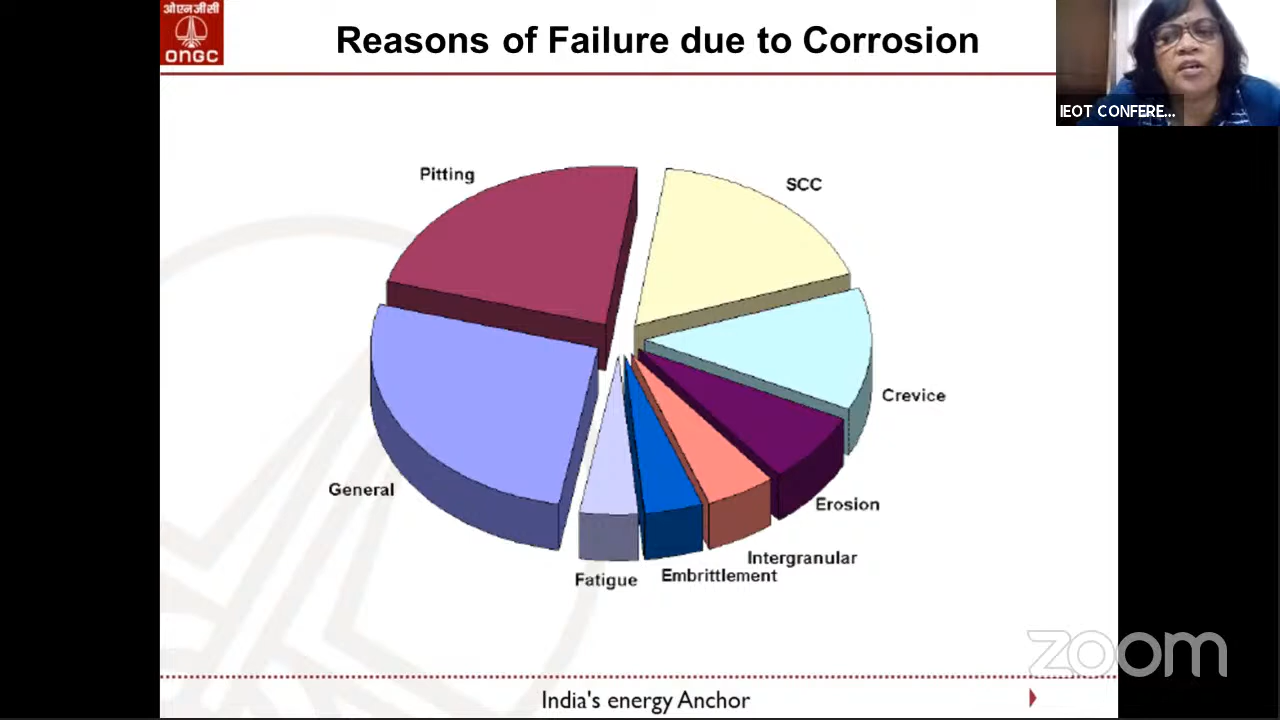 ओएनजीसी
ONGC
Reasons of Failure due to Corrosion
IEOT CONFERE...
Pitting
SCC
Crevice
General
Erosion
Intergranular
Embrittlement
Fatigue
zoom
India's energy Anchor